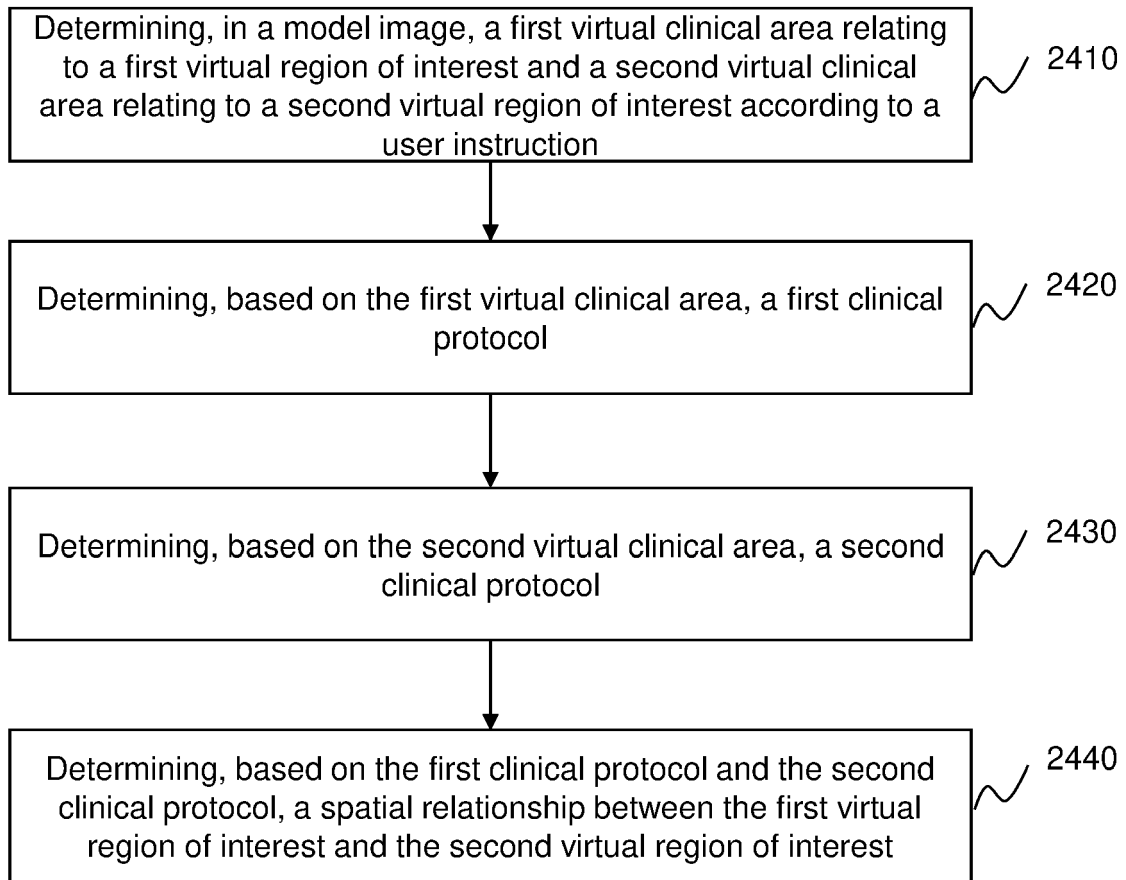 Determining, in a model image, a first virtual clinical area relating
to a first virtual region of interest and a second virtual clinical
area relating to a second virtual region of interest according to a
user instruction
2410
Determining, based on the first virtual clinical area, a first clinical
protocol
2420
Determining, based on the second virtual clinical area, a second
clinical protocol
2430
Determining, based on the first clinical protocol and the second
clinical protocol, a spatial relationship between the first virtual
region of interest and the second virtual region of interest
2440